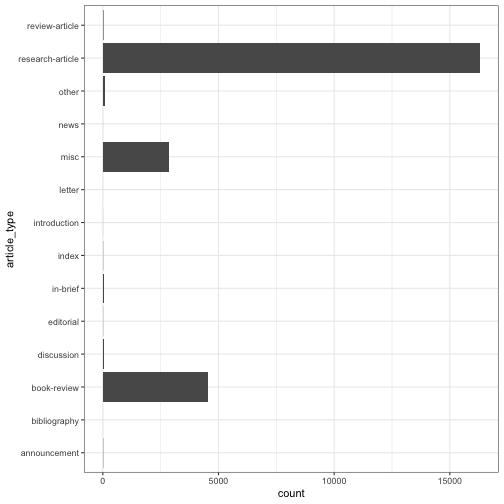 review-article
research-article
other
news
misc
letter
introduction
index
in-brief
editorial
discussion
book-review
bibliography
announcement
article_type
0 5000 10000 15000
count